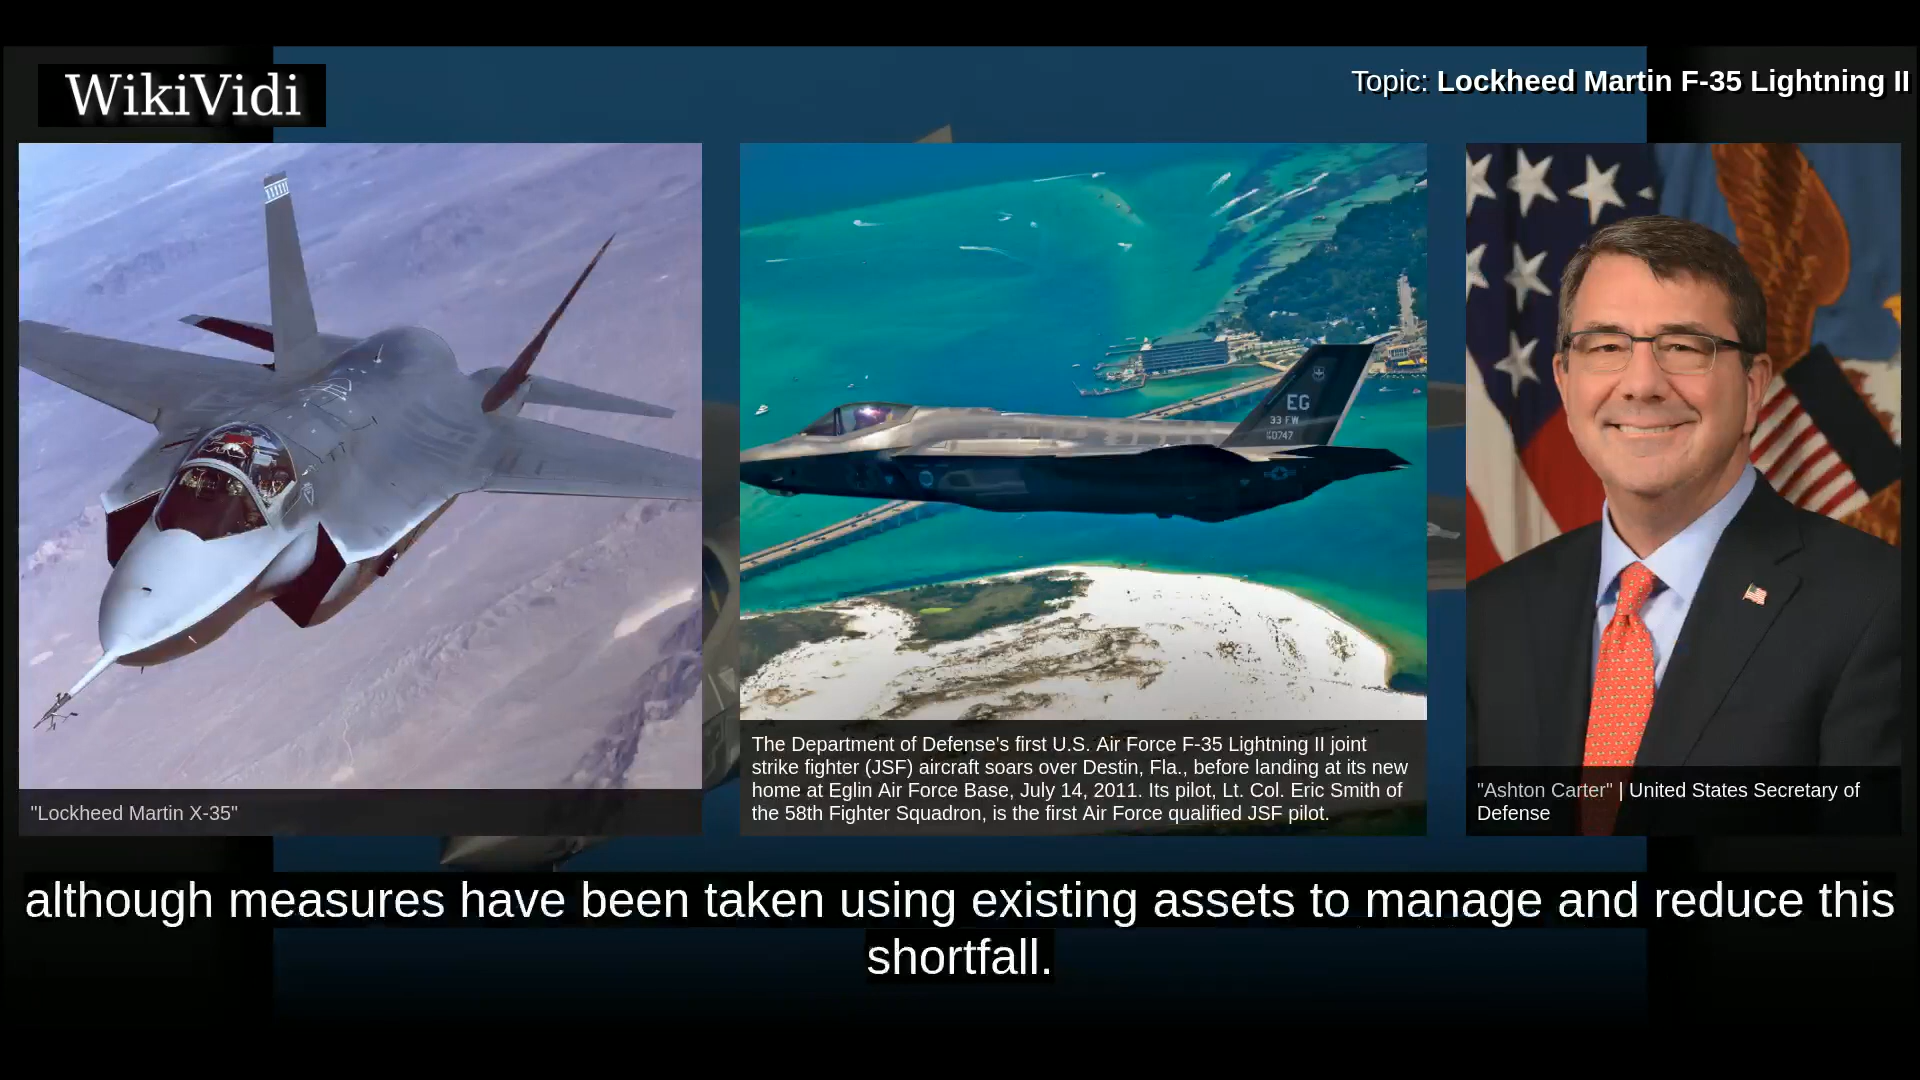 WikiVidi
Topic: Lockheed Martin F-35 Lightning II
EG
33 FW
"Lockheed Martin X-35"
The Department of Defense's first U.S. Air Force F-35 Lightning II joint
strike fighter (JSF) aircraft soars over Destin, Fla., before landing at its new
home at Eglin Air Force Base, July 14, 2011. Its pilot, Lt. Col. Eric Smith of
the 58th Fighter Squadron, is the first Air Force qualified JSF pilot.
"Ashton Carter" | United States Secretary of
Defense
although measures have been taken using existing assets to manage and reduce this
shortfall.